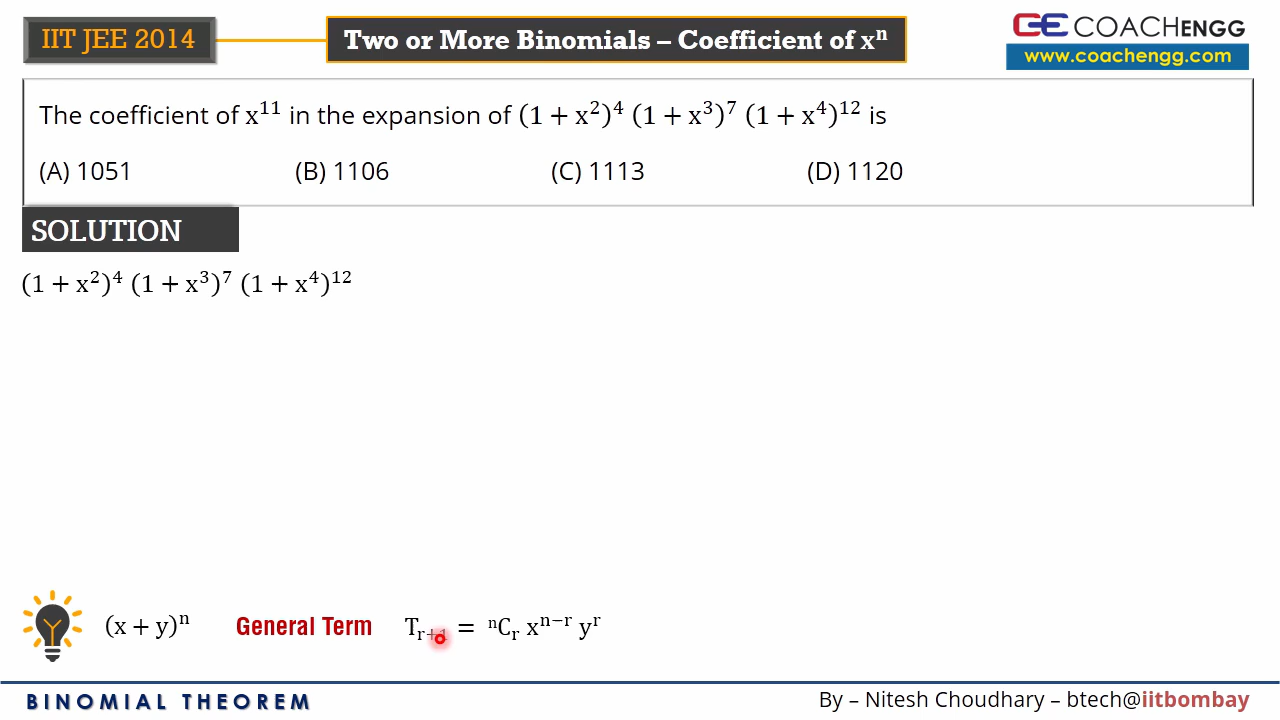 IIT JEE 2014
Two or More Binomials – Coefficient of xⁿ
COACHENGG
www.coachengg.com
The coefficient of x¹¹ in the expansion of (1 + x²)⁴ (1 + x³)⁷ (1 + x⁴)¹² is
(A) 1051 (B) 1106 (C) 1113 (D) 1120
SOLUTION
(1 + x²)⁴ (1 + x³)⁷ (1 + x⁴)¹²
(x + y)ⁿ General Term Tᵣ₊₁ = ⁿCᵣ xⁿ⁻ʳ yʳ
BINOMIAL THEOREM
By – Nitesh Choudhary – btech@iitbombay